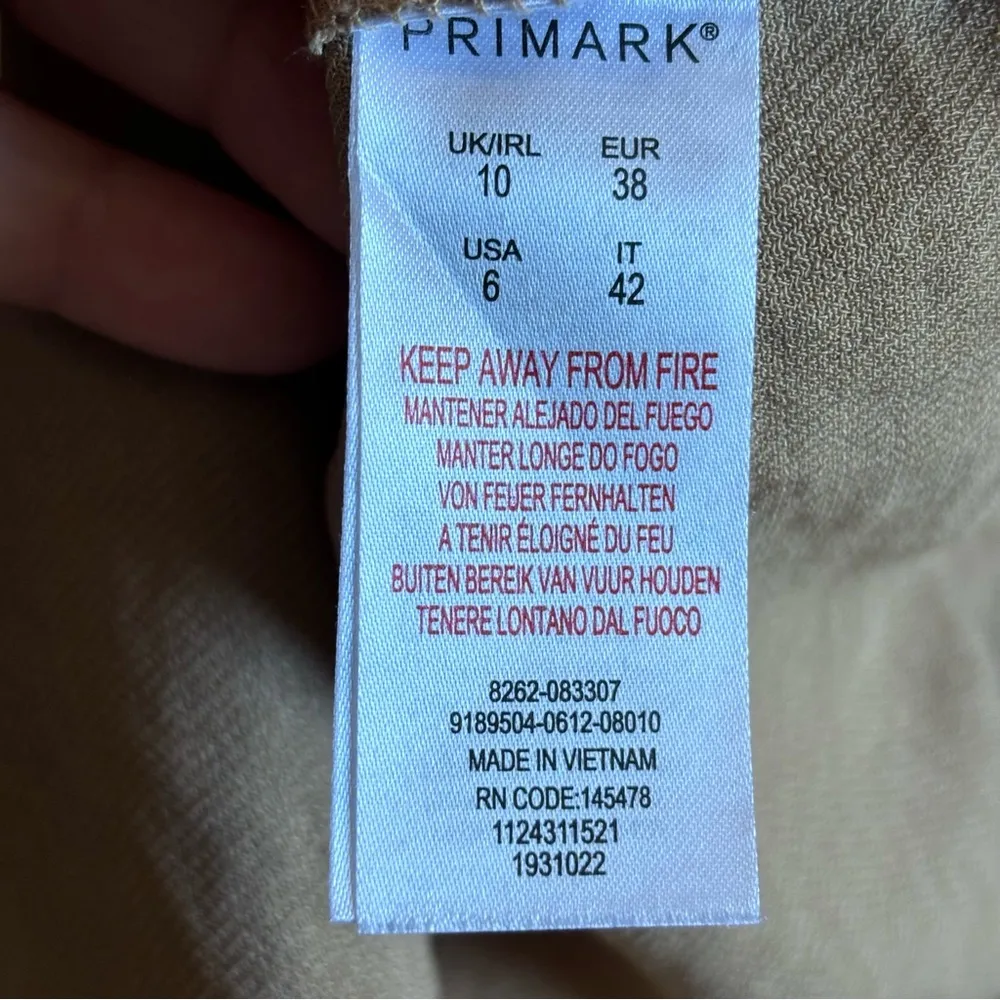 PRIMARK®
UK/IRL EUR
10 38
USA IT
6 42
KEEP AWAY FROM FIRE
MANTENER ALEJADO DEL FUEGO
MANTER LONGE DO FOGO
VON FEUER FERNHALTEN
A TENIR ÉLOIGNÉ DU FEU
BUITEN BEREIK VAN VUUR HOUDEN
TENERE LONTANO DAL FUOCO
8262-083307
9189504-0612-08010
MADE IN VIETNAM
RN CODE:145478
1124311521
1931022